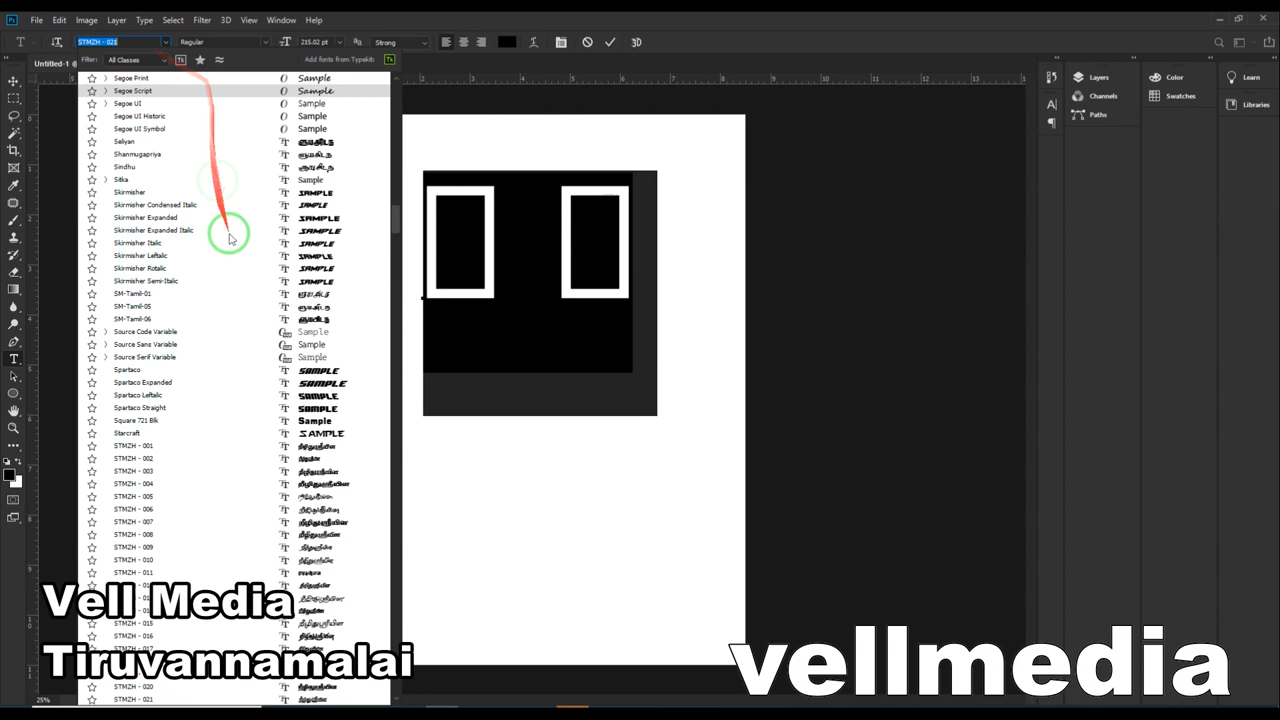 File Edit Image Layer Type Select Filter 3D View Window Help
STMZH - 021 Regular 215.02 pt Strong 3D
Filter: All Classes Add fonts from Typekit:
Untitled-1 @
Segoe Print Sample
Segoe Script Sample
Segoe UI Sample
Segoe UI Historic Sample
Segoe UI Symbol Sample
Seliyan
Shanmugapriya
Sindhu
Sitka Sample
Skirmisher SAMPLE
Skirmisher Condensed Italic SAMPLE
Skirmisher Expanded SAMPLE
Skirmisher Expanded Italic SAMPLE
Skirmisher Italic SAMPLE
Skirmisher Leftalic SAMPLE
Skirmisher Rotalic SAMPLE
Skirmisher Semi-Italic SAMPLE
SM-Tamil-01
SM-Tamil-05
SM-Tamil-06
Source Code Variable Sample
Source Sans Variable Sample
Source Serif Variable Sample
Spartaco SAMPLE
Spartaco Expanded SAMPLE
Spartaco Leftalic SAMPLE
Spartaco Straight SAMPLE
Square 721 Blk Sample
Starcraft SAMPLE
STMZH - 001
STMZH - 002
STMZH - 003
STMZH - 004
STMZH - 005
STMZH - 006
STMZH - 007
STMZH - 008
STMZH - 009
STMZH - 010
STMZH - 011
STMZH - 015
STMZH - 016
STMZH - 020
STMZH - 021
Layers
Channels
Paths
Color
Swatches
Learn
Libraries
25%
Vell Media
Tiruvannamalai
vellmedia